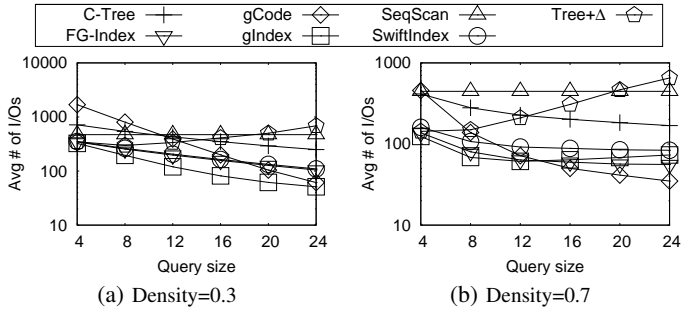 C-Tree gCode SeqScan Tree+Δ
FG-Index gIndex SwiftIndex
Avg # of I/Os
10000
1000
100
10
4 8 12 16 20 24
Query size
(a) Density=0.3
Avg # of I/Os
1000
100
10
4 8 12 16 20 24
Query size
(b) Density=0.7